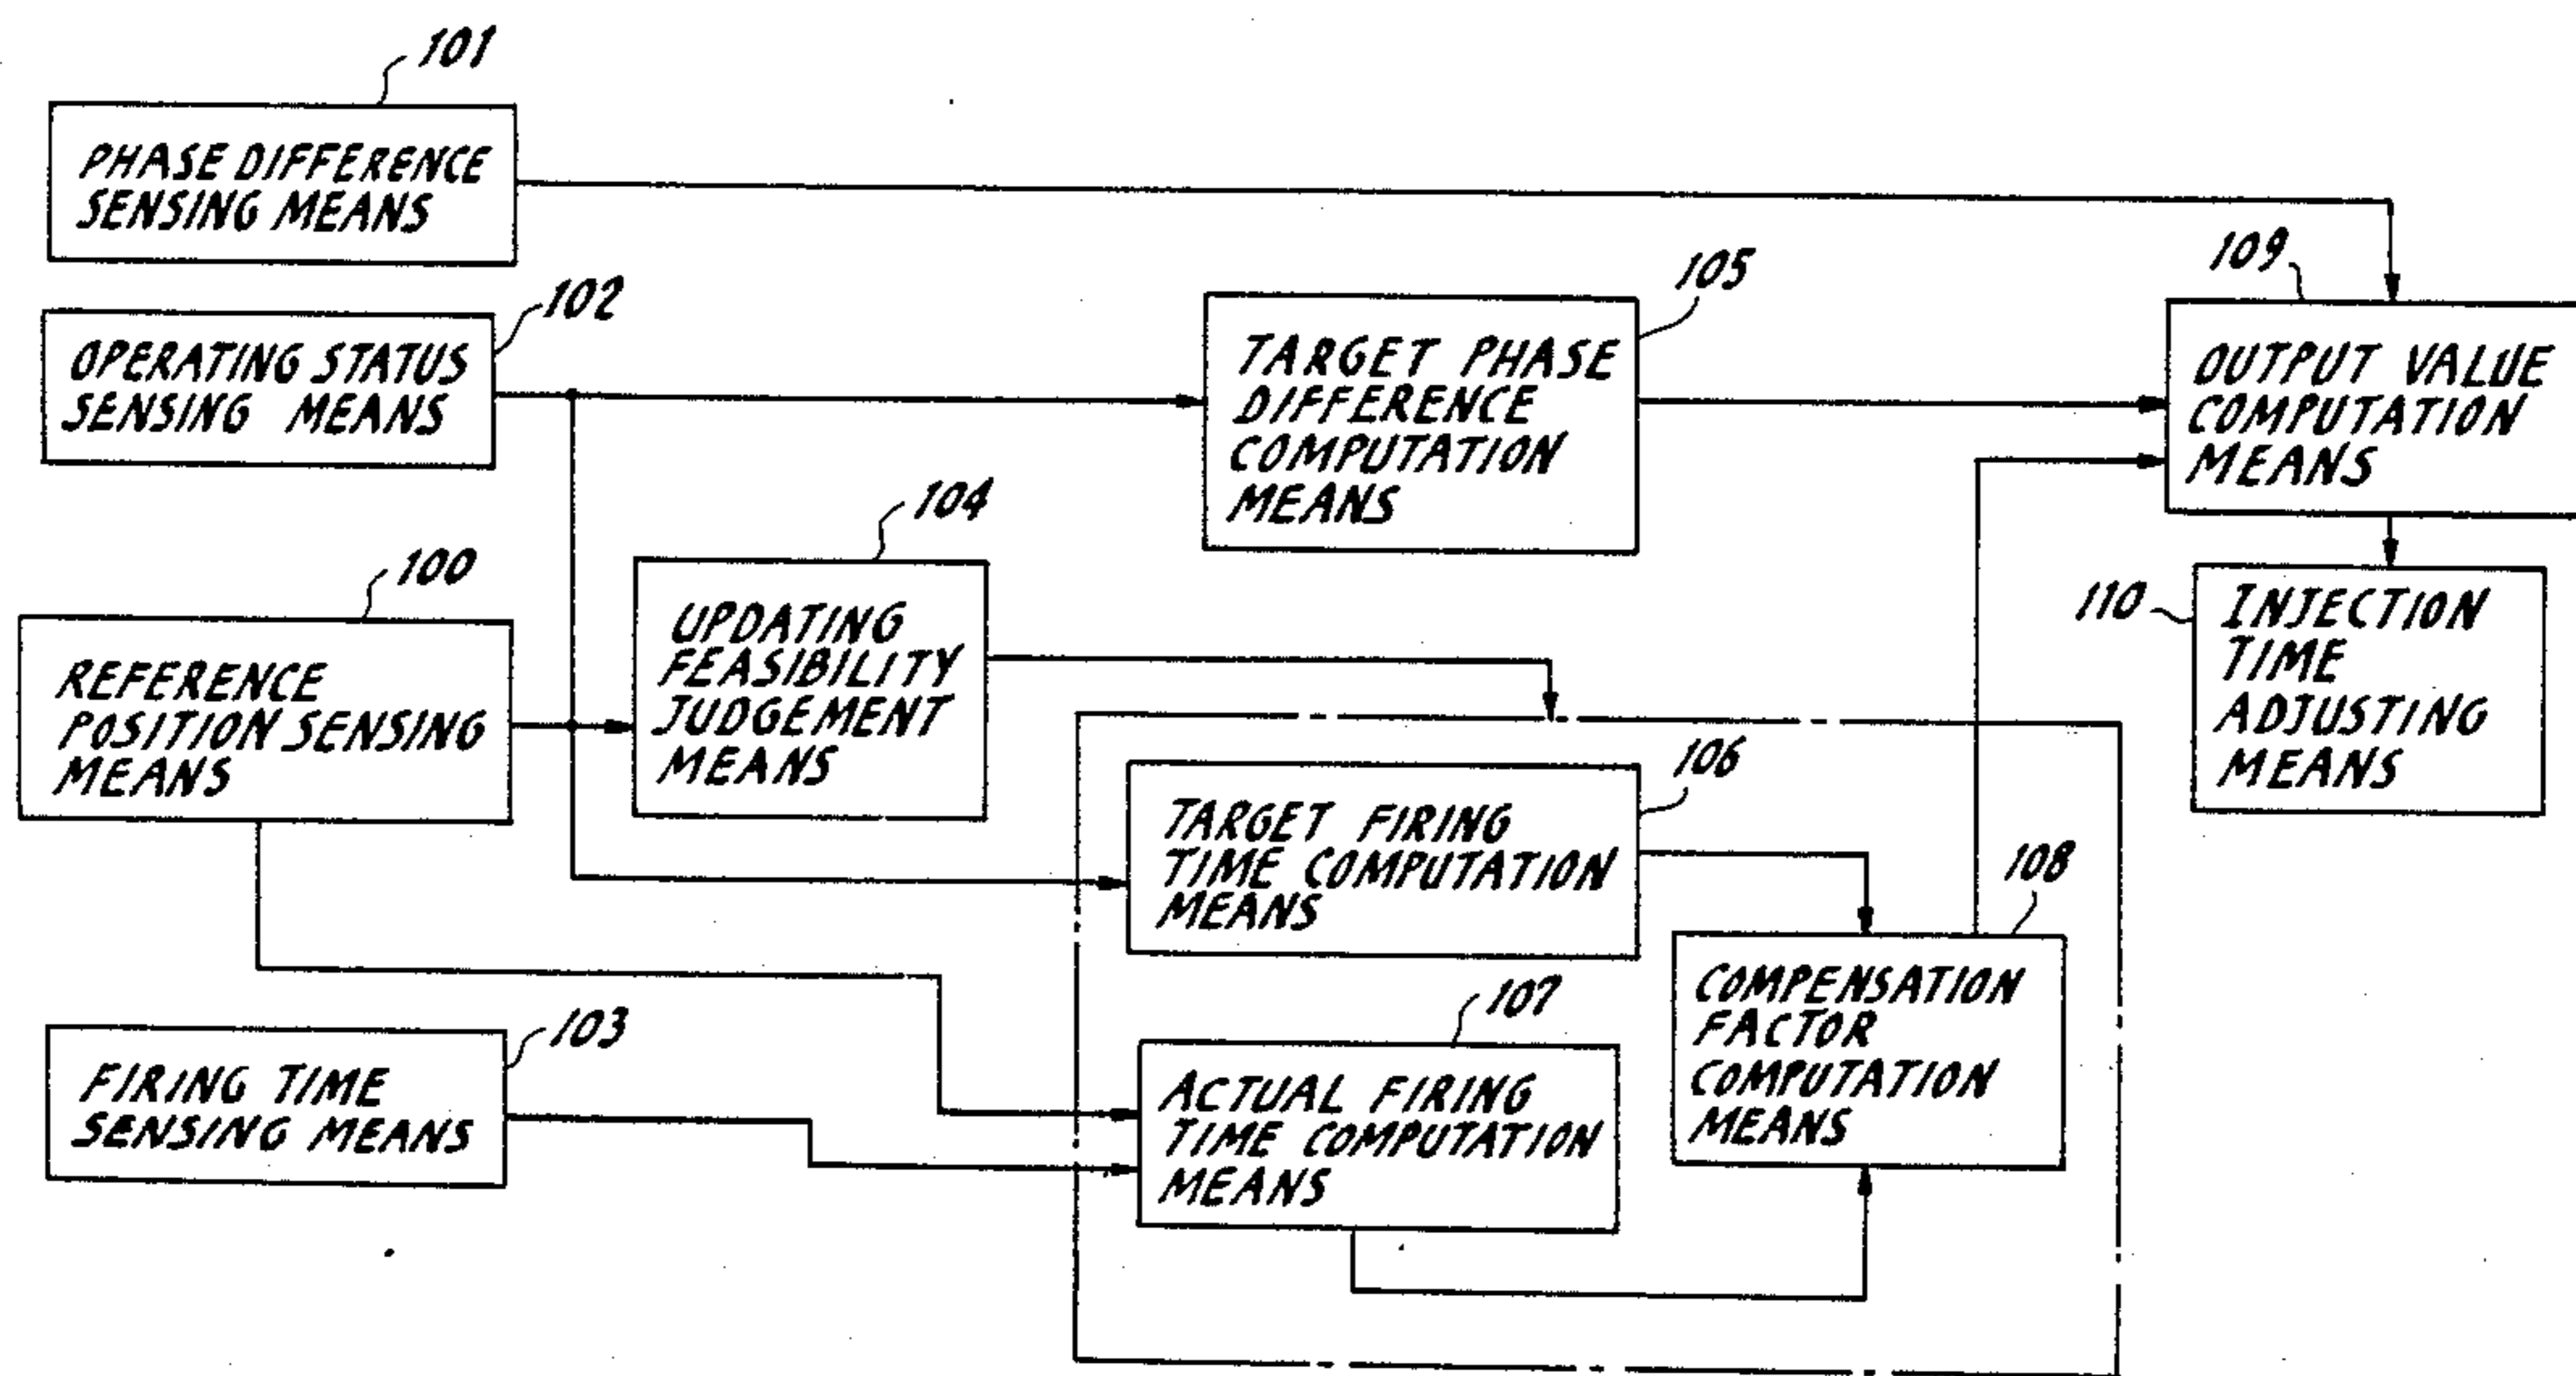 101
PHASE DIFFERENCE
SENSING MEANS
102
OPERATING STATUS
SENSING MEANS
105
TARGET PHASE
DIFFERENCE
COMPUTATION
MEANS
109
OUTPUT VALUE
COMPUTATION
MEANS
104
UPDATING
FEASIBILITY
JUDGEMENT
MEANS
100
REFERENCE
POSITION SENSING
MEANS
110
INJECTION
TIME
ADJUSTING
MEANS
106
TARGET FIRING
TIME COMPUTATION
MEANS
108
COMPENSATION
FACTOR
COMPUTATION
MEANS
103
FIRING TIME
SENSING MEANS
107
ACTUAL FIRING
TIME COMPUTATION
MEANS